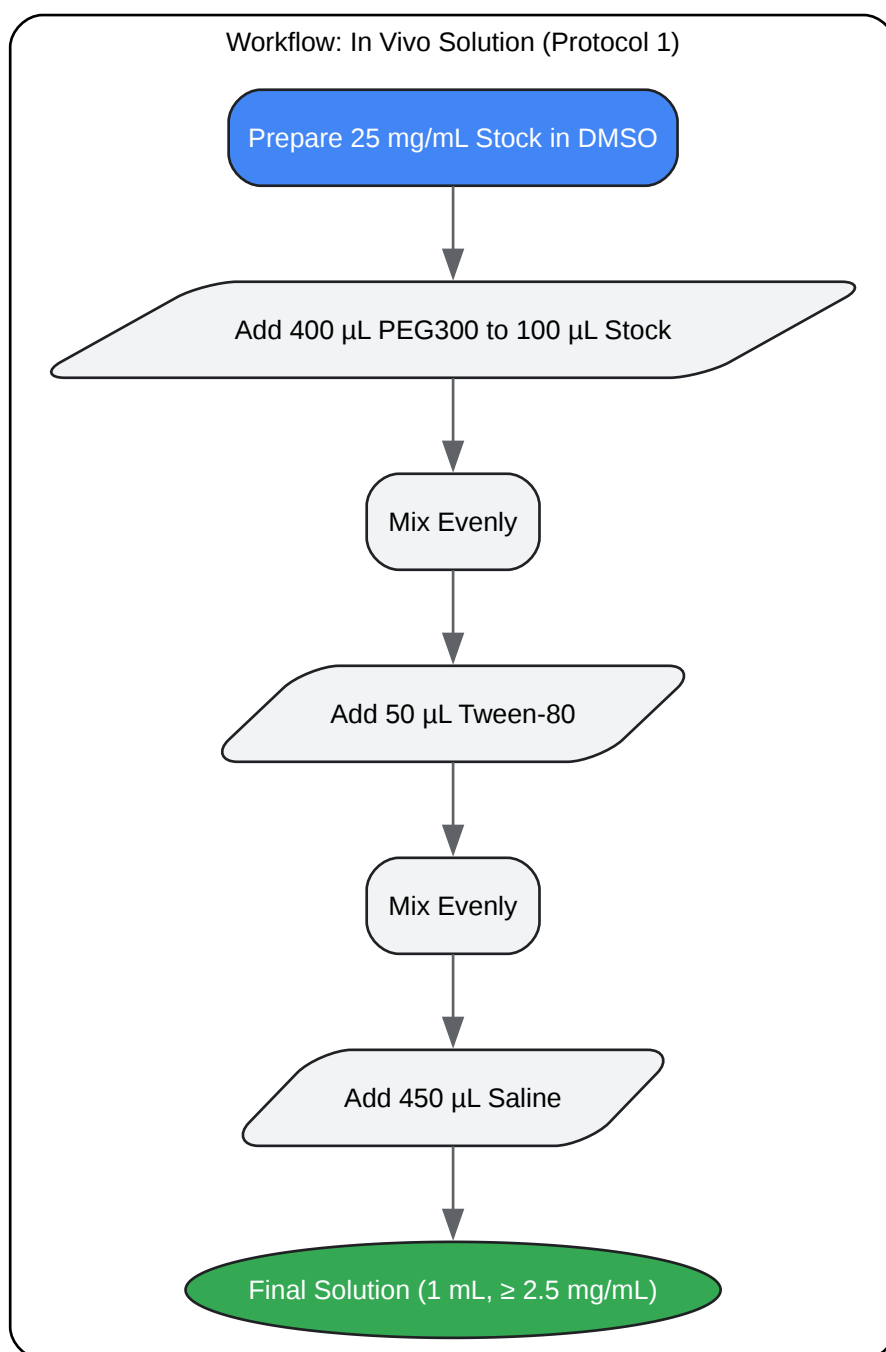 Workflow: In Vivo Solution (Protocol 1)
Prepare 25 mg/mL Stock in DMSO
Add 400 µL PEG300 to 100 µL Stock
Mix Evenly
Add 50 µL Tween-80
Mix Evenly
Add 450 µL Saline
Final Solution (1 mL, ≥ 2.5 mg/mL)